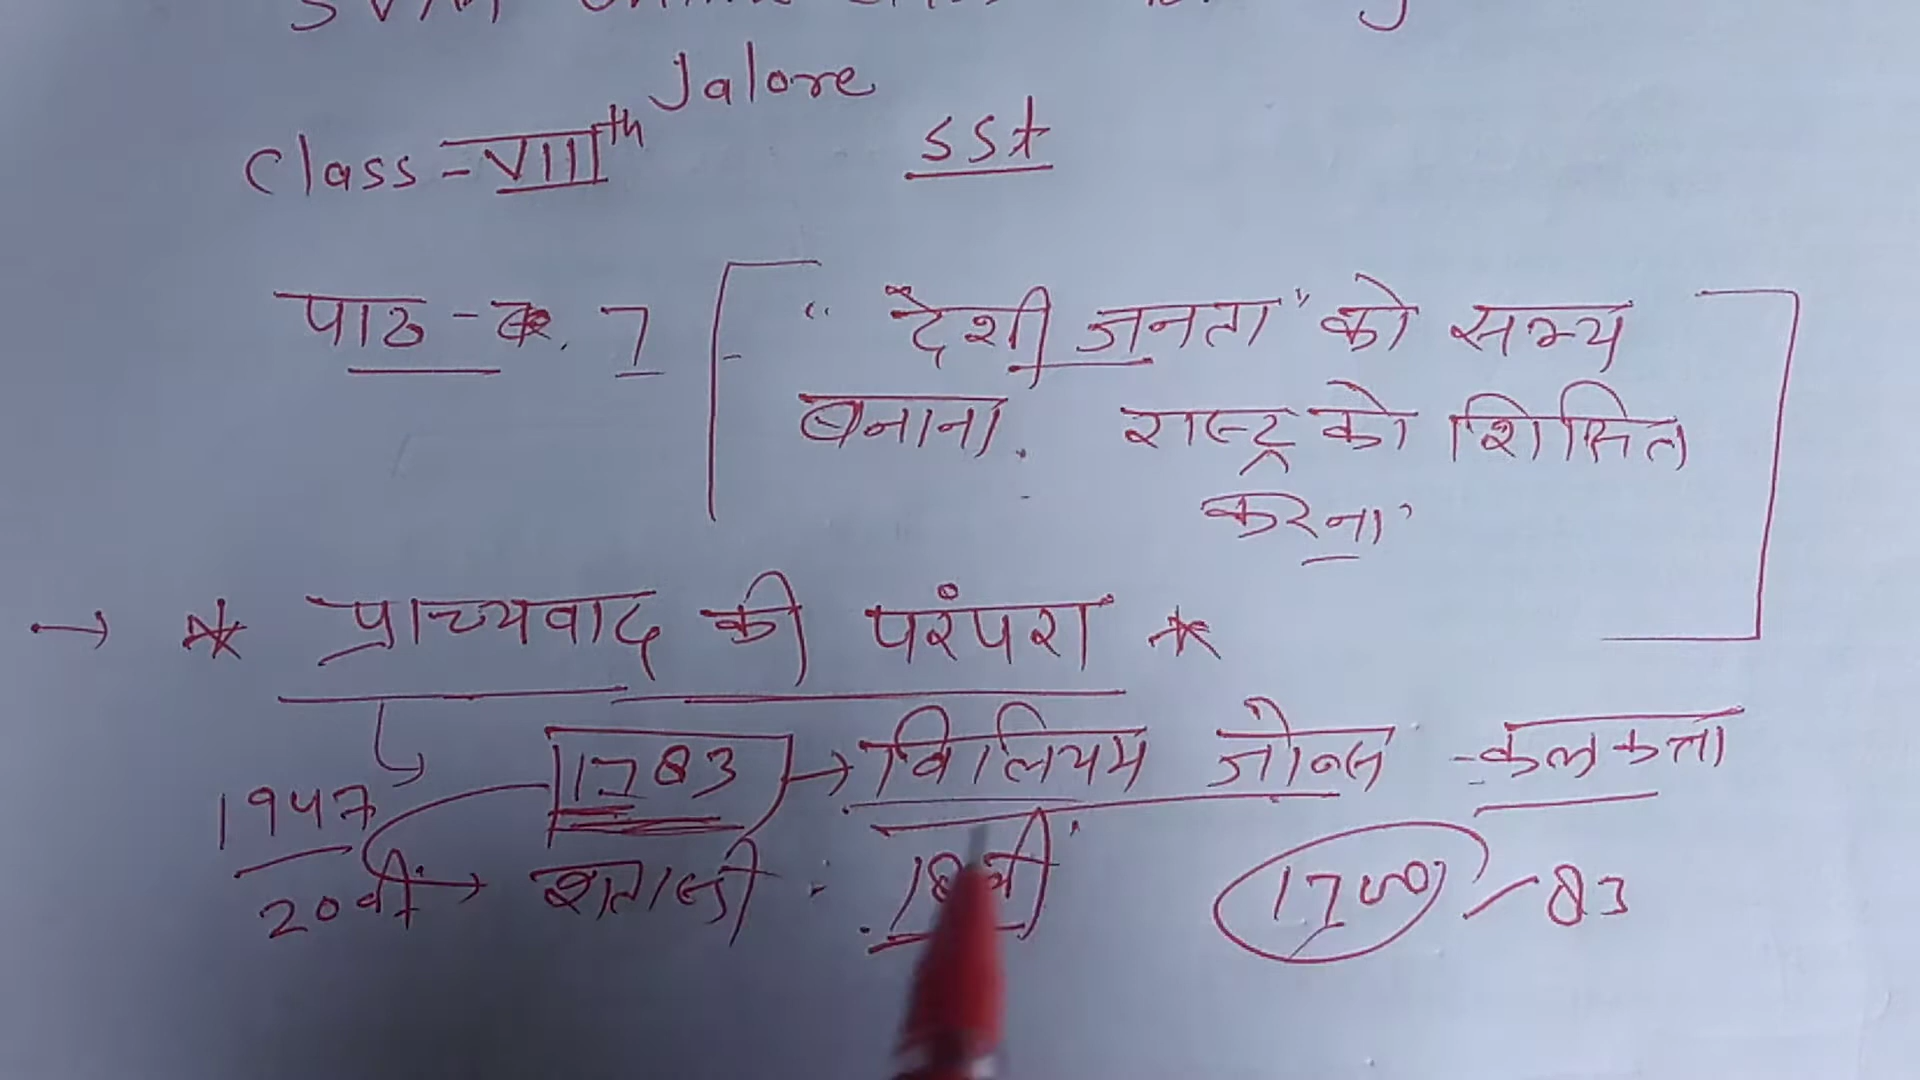 Jalore
Class - VIIIth SSt
पाठ - क्र. 7 "देशी जनता" को सभ्य
बनाना. राष्ट्र को शिक्षित
करना
→ * प्राच्यवाद की परंपरा *
1783 → विलियम जोन्स - कलकत्ता
1947
20वीं → शताब्दी : 18वीं 1700 / 83